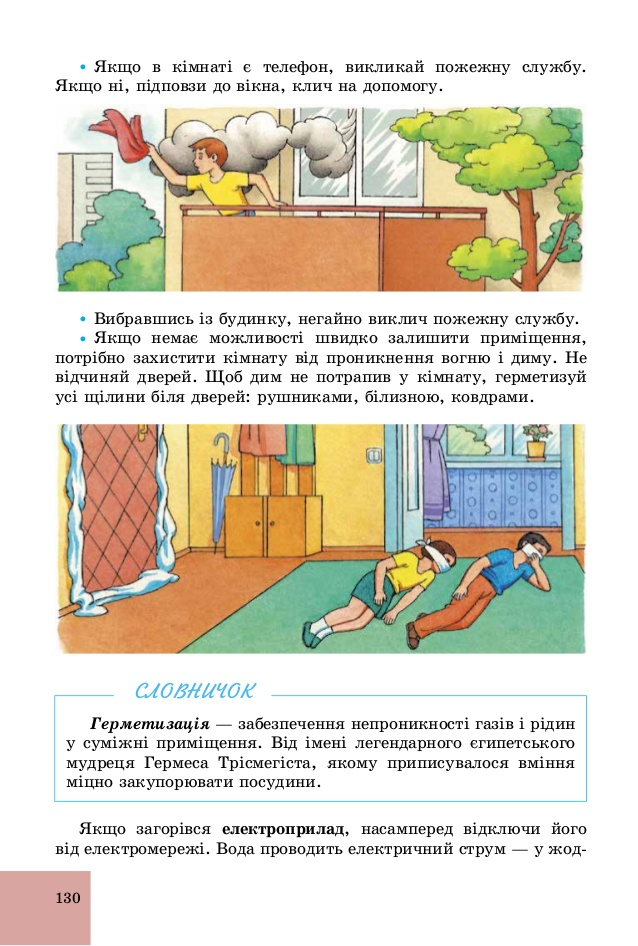 • Якщо в кімнаті є телефон, викликай пожежну службу.
Якщо ні, підповзи до вікна, клич на допомогу.
• Вибравшись із будинку, негайно виклич пожежну службу.
• Якщо немає можливості швидко залишити приміщення,
потрібно захистити кімнату від проникнення вогню і диму. Не
відчиняй дверей. Щоб дим не потрапив у кімнату, герметизуй
усі щілини біля дверей: рушниками, білизною, ковдрами.
СЛОВНИЧОК
Герметизація — забезпечення непроникності газів і рідин
у суміжні приміщення. Від імені легендарного єгипетського
мудреця Гермеса Трісмегіста, якому приписувалося вміння
міцно закупорювати посудини.
Якщо загорівся електроприлад, насамперед відключи його
від електромережі. Вода проводить електричний струм — у жод-
130